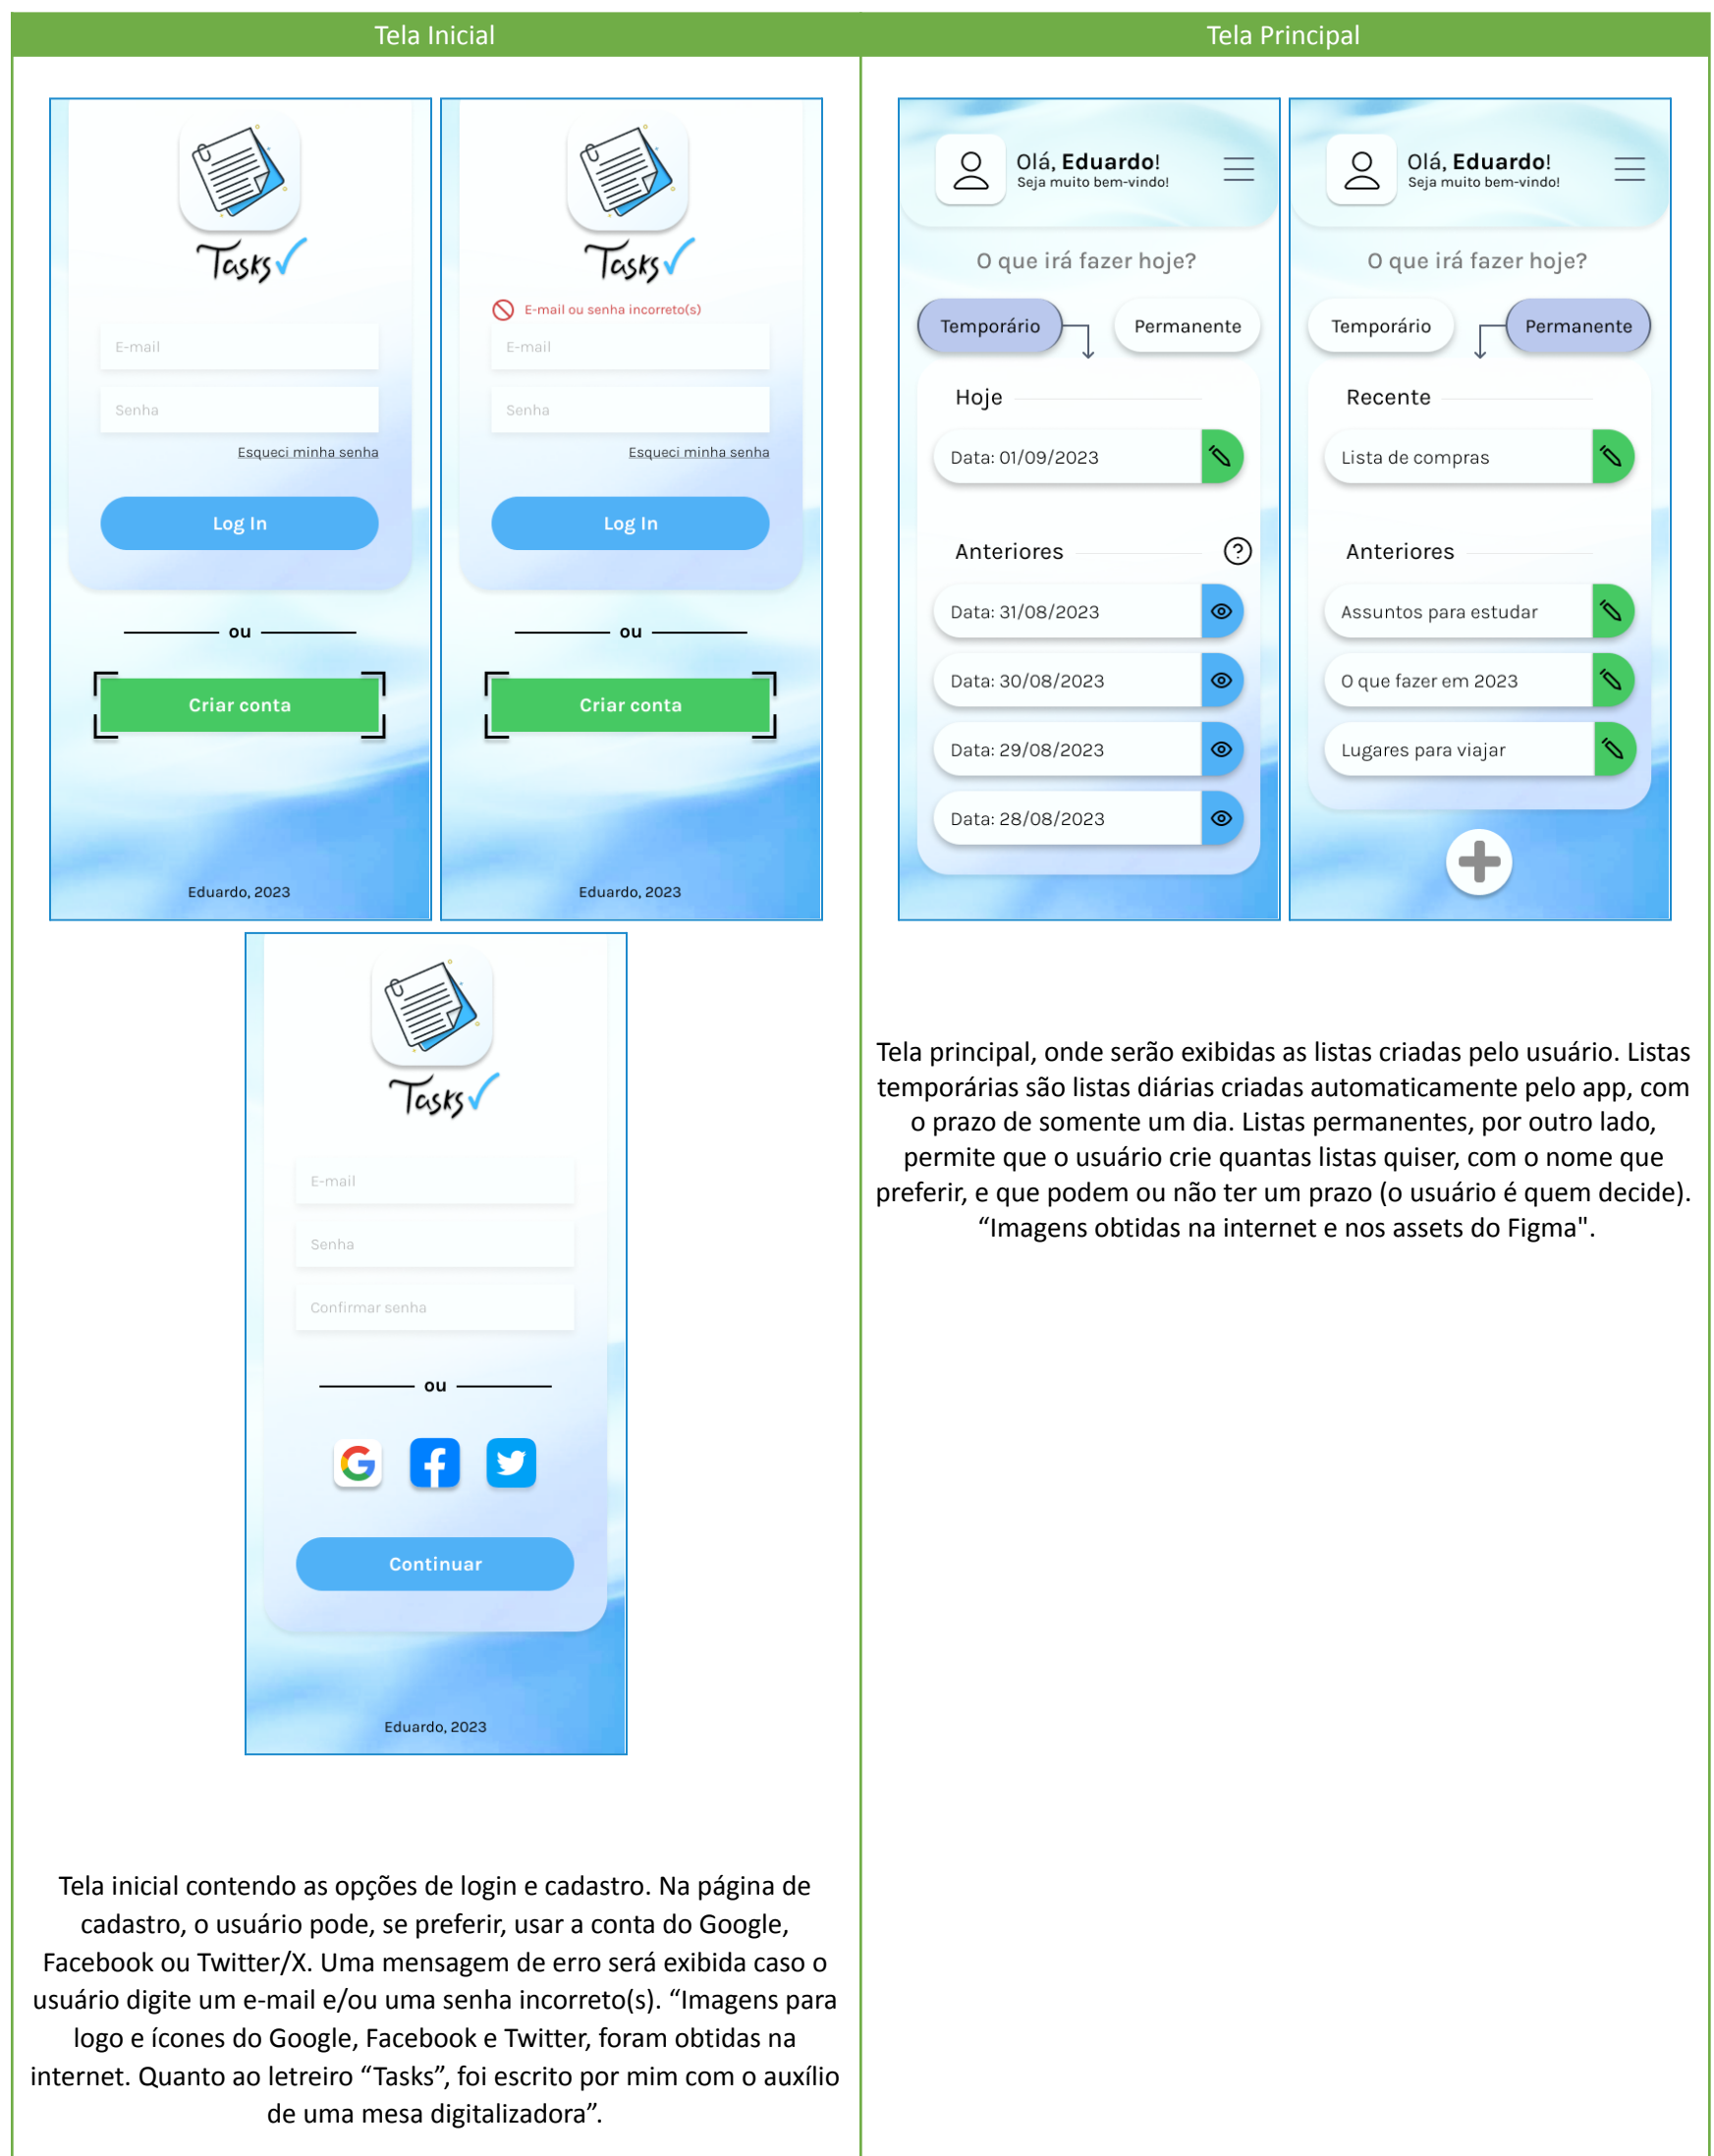 Tela Inicial
Tasks
E-mail
Senha
Esqueci minha senha
Log In
ou
Criar conta
Eduardo, 2023
Tasks
E-mail ou senha incorreto(s)
E-mail
Senha
Esqueci minha senha
Log In
ou
Criar conta
Eduardo, 2023
Tasks
E-mail
Senha
Confirmar senha
ou
Continuar
Eduardo, 2023
Tela inicial contendo as opções de login e cadastro. Na página de
cadastro, o usuário pode, se preferir, usar a conta do Google,
Facebook ou Twitter/X. Uma mensagem de erro será exibida caso o
usuário digite um e-mail e/ou uma senha incorreto(s). “Imagens para
logo e ícones do Google, Facebook e Twitter, foram obtidas na
internet. Quanto ao letreiro “Tasks”, foi escrito por mim com o auxílio
de uma mesa digitalizadora”.
Tela Principal
Olá, Eduardo!
Seja muito bem-vindo!
O que irá fazer hoje?
Temporário
Permanente
Hoje
Data: 01/09/2023
Anteriores
Data: 31/08/2023
Data: 30/08/2023
Data: 29/08/2023
Data: 28/08/2023
Olá, Eduardo!
Seja muito bem-vindo!
O que irá fazer hoje?
Temporário
Permanente
Recente
Lista de compras
Anteriores
Assuntos para estudar
O que fazer em 2023
Lugares para viajar
Tela principal, onde serão exibidas as listas criadas pelo usuário. Listas
temporárias são listas diárias criadas automaticamente pelo app, com
o prazo de somente um dia. Listas permanentes, por outro lado,
permite que o usuário crie quantas listas quiser, com o nome que
preferir, e que podem ou não ter um prazo (o usuário é quem decide).
“Imagens obtidas na internet e nos assets do Figma".